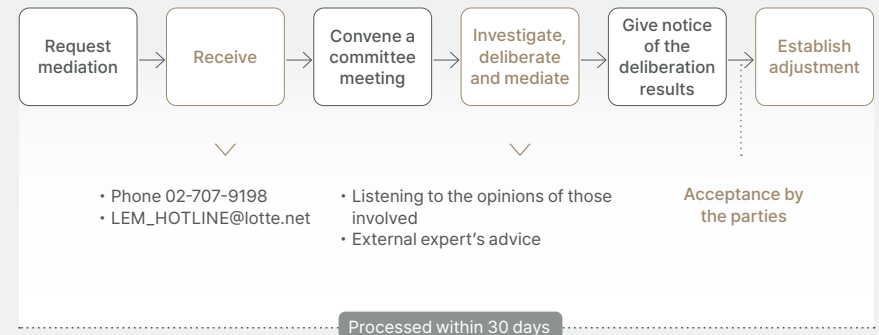 Request
mediation
Receive
Convene a
committee
meeting
Investigate,
deliberate
and mediate
Give notice
of the
deliberation
results
Establish
adjustment
• Phone 02-707-9198
• LEM_HOTLINE@lotte.net
• Listening to the opinions of those
involved
• External expert’s advice
Acceptance by
the parties
Processed within 30 days